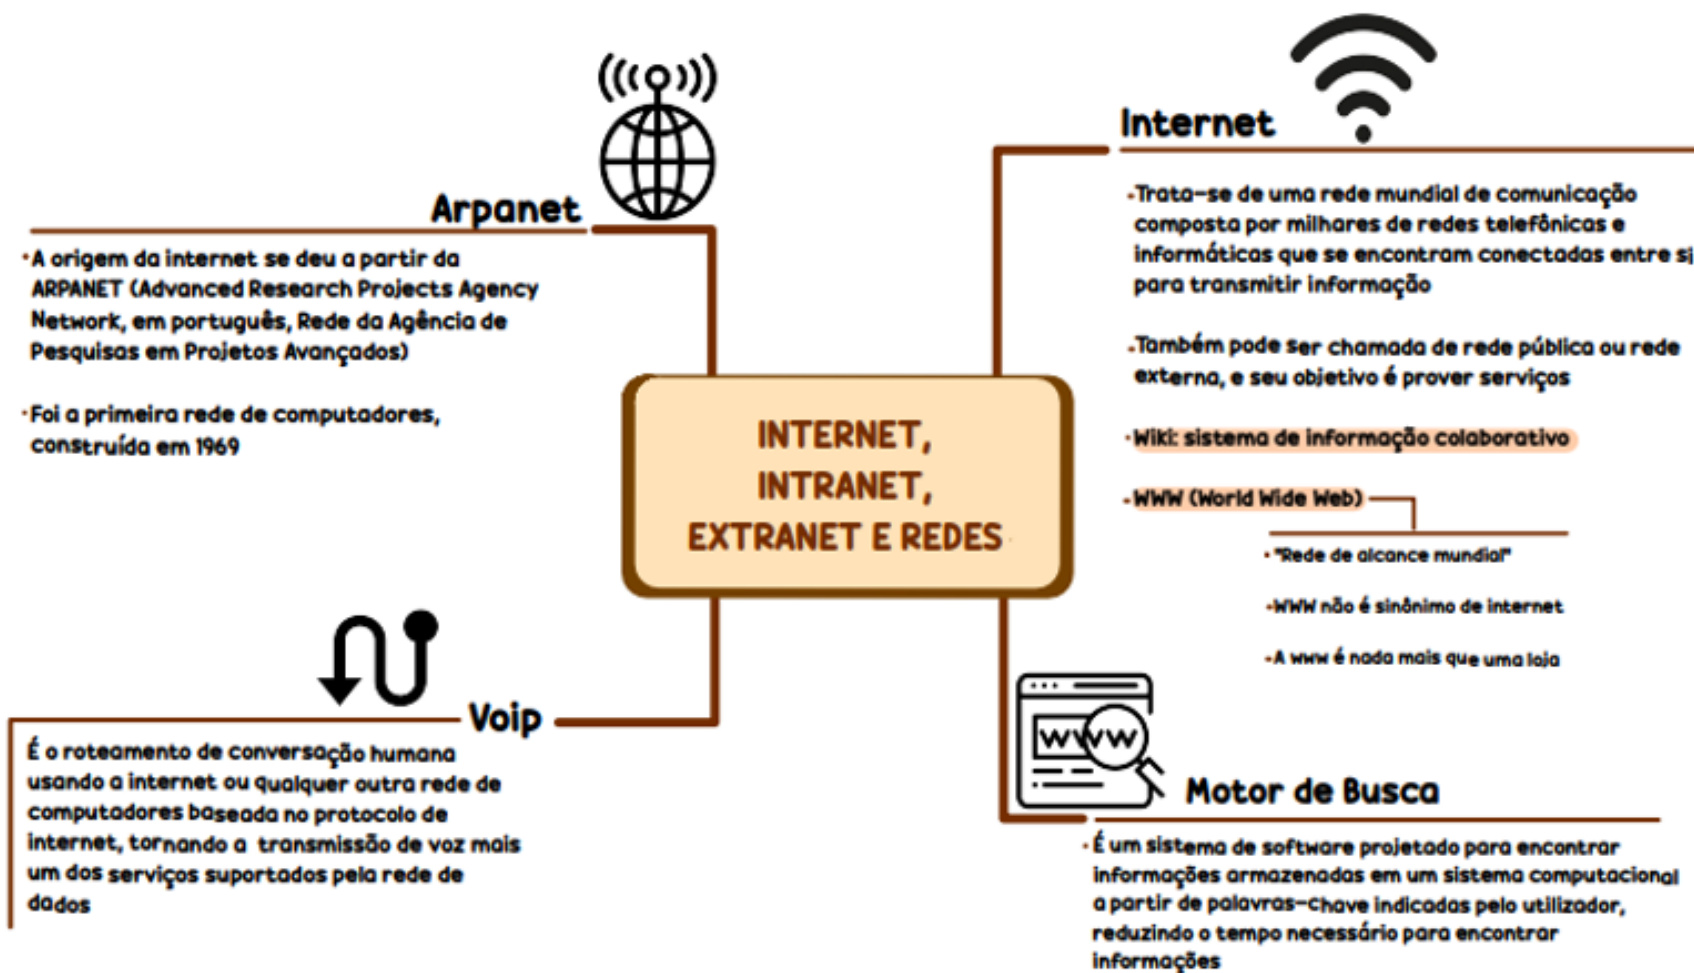 Arpanet
·A origem da internet se deu a partir da
ARPANET (Advanced Research Projects Agency
Network, em português, Rede da Agência de
Pesquisas em Projetos Avançados)
·Foi a primeira rede de computadores,
construída em 1969
Internet
·Trata-se de uma rede mundial de comunicação
composta por milhares de redes telefônicas e
informáticas que se encontram conectadas entre si
para transmitir informação
·Também pode ser chamada de rede pública ou rede
externa, e seu objetivo é prover serviços
·Wiki: sistema de informação colaborativo
·WWW (World Wide Web)
·"Rede de alcance mundial"
·WWW não é sinônimo de internet
·A www é nada mais que uma loja
INTERNET,
INTRANET,
EXTRANET E REDES
Voip
É o roteamento de conversação humana
usando a internet ou qualquer outra rede de
computadores baseada no protocolo de
internet, tornando a transmissão de voz mais
um dos serviços suportados pela rede de
dados
WWW
Motor de Busca
·É um sistema de software projetado para encontrar
informações armazenadas em um sistema computacional
a partir de palavras-chave indicadas pelo utilizador,
reduzindo o tempo necessário para encontrar
informações